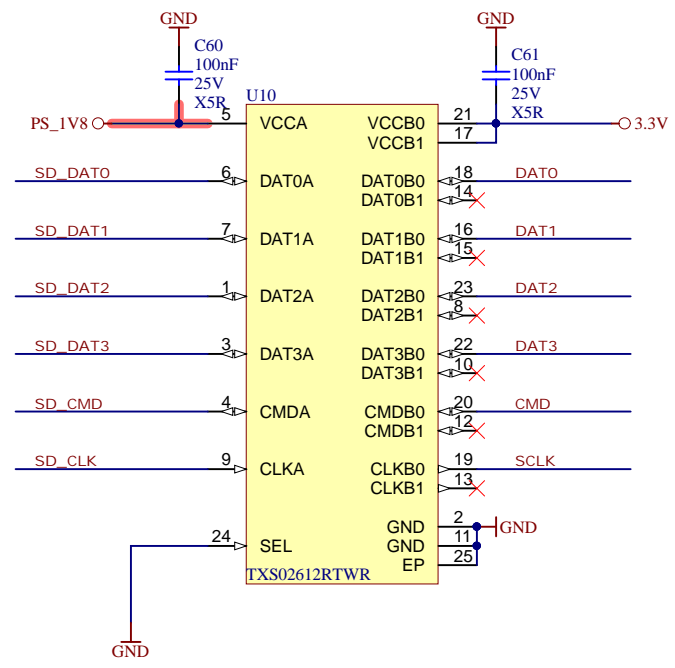 GND
GND
C60
100nF
25V
X5R
C61
100nF
25V
X5R
U10
PS_1V8
5
VCCA
VCCB0
21
3.3V
VCCB1
17
SD_DAT0
6
DAT0A
DAT0B0
18
DAT0
DAT0B1
14
SD_DAT1
7
DAT1A
DAT1B0
16
DAT1
DAT1B1
15
SD_DAT2
1
DAT2A
DAT2B0
23
DAT2
DAT2B1
8
SD_DAT3
3
DAT3A
DAT3B0
22
DAT3
DAT3B1
10
SD_CMD
4
CMDA
CMDB0
20
CMD
CMDB1
12
SD_CLK
9
CLKA
CLKB0
19
SCLK
CLKB1
13
GND
2
GND
24
SEL
GND
11
EP
25
TXS02612RTWR
GND